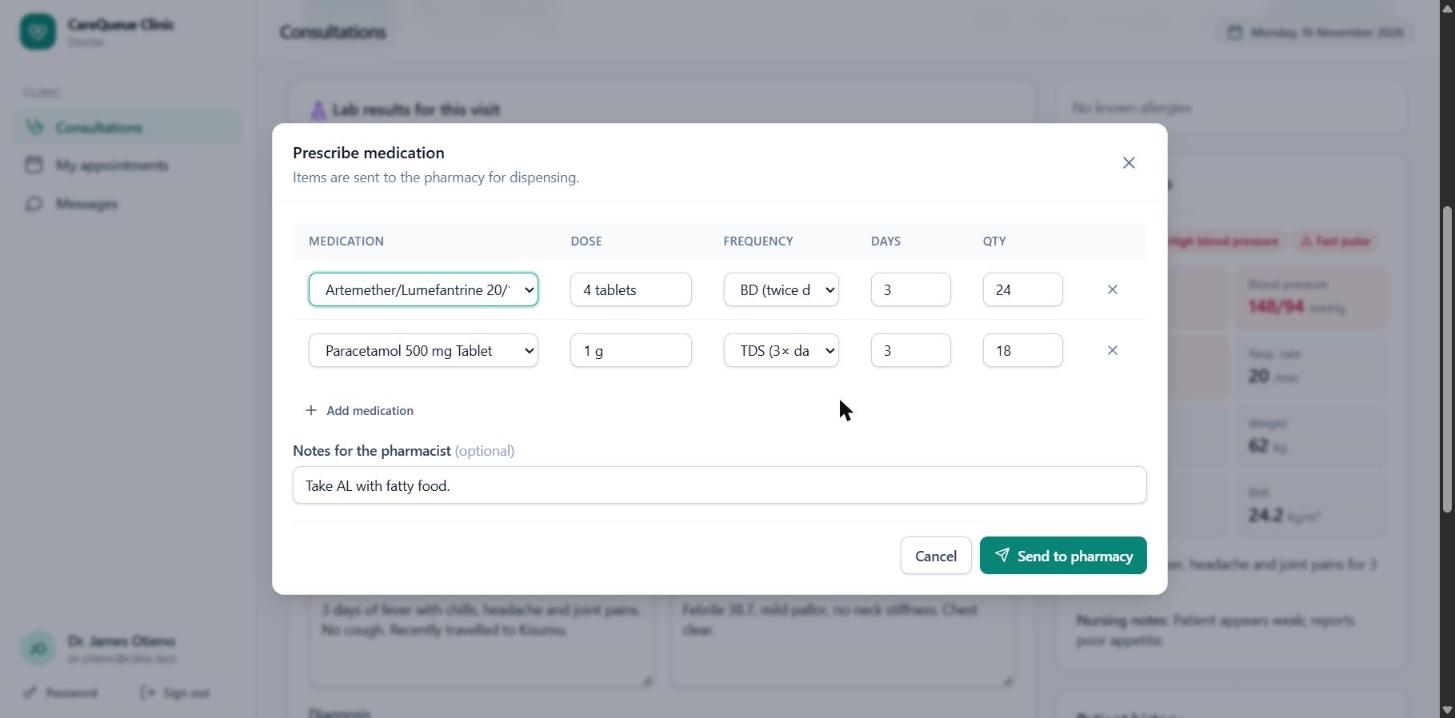 CareQueue Clinic
Doctor
Consultations
Monday, 16 November 2026
CLINIC
Consultations
My appointments
Messages
Lab results for this visit
No known allergies
Prescribe medication
Items are sent to the pharmacy for dispensing.
MEDICATION DOSE FREQUENCY DAYS QTY
Artemether/Lumefantrine 20/ 4 tablets BD (twice d 3 24
Paracetamol 500 mg Tablet 1 g TDS (3× da 3 18
Add medication
Notes for the pharmacist (optional)
Take AL with fatty food.
Cancel Send to pharmacy
High blood pressure Fast pulse
Blood pressure
148/94 mmHg
Resp. rate
20 /min
Weight
62 kg
BMI
24.2 kg/m²
headache and joint pains for 3
Nursing notes: Patient appears weak; reports
poor appetite.
3 days of fever with chills, headache and joint pains.
No cough. Recently travelled to Kisumu.
Febrile 38.7, mild pallor, no neck stiffness. Chest
clear.
Diagnosis
JO
Dr. James Otieno
dr.otieno@clinic.test
Password Sign out